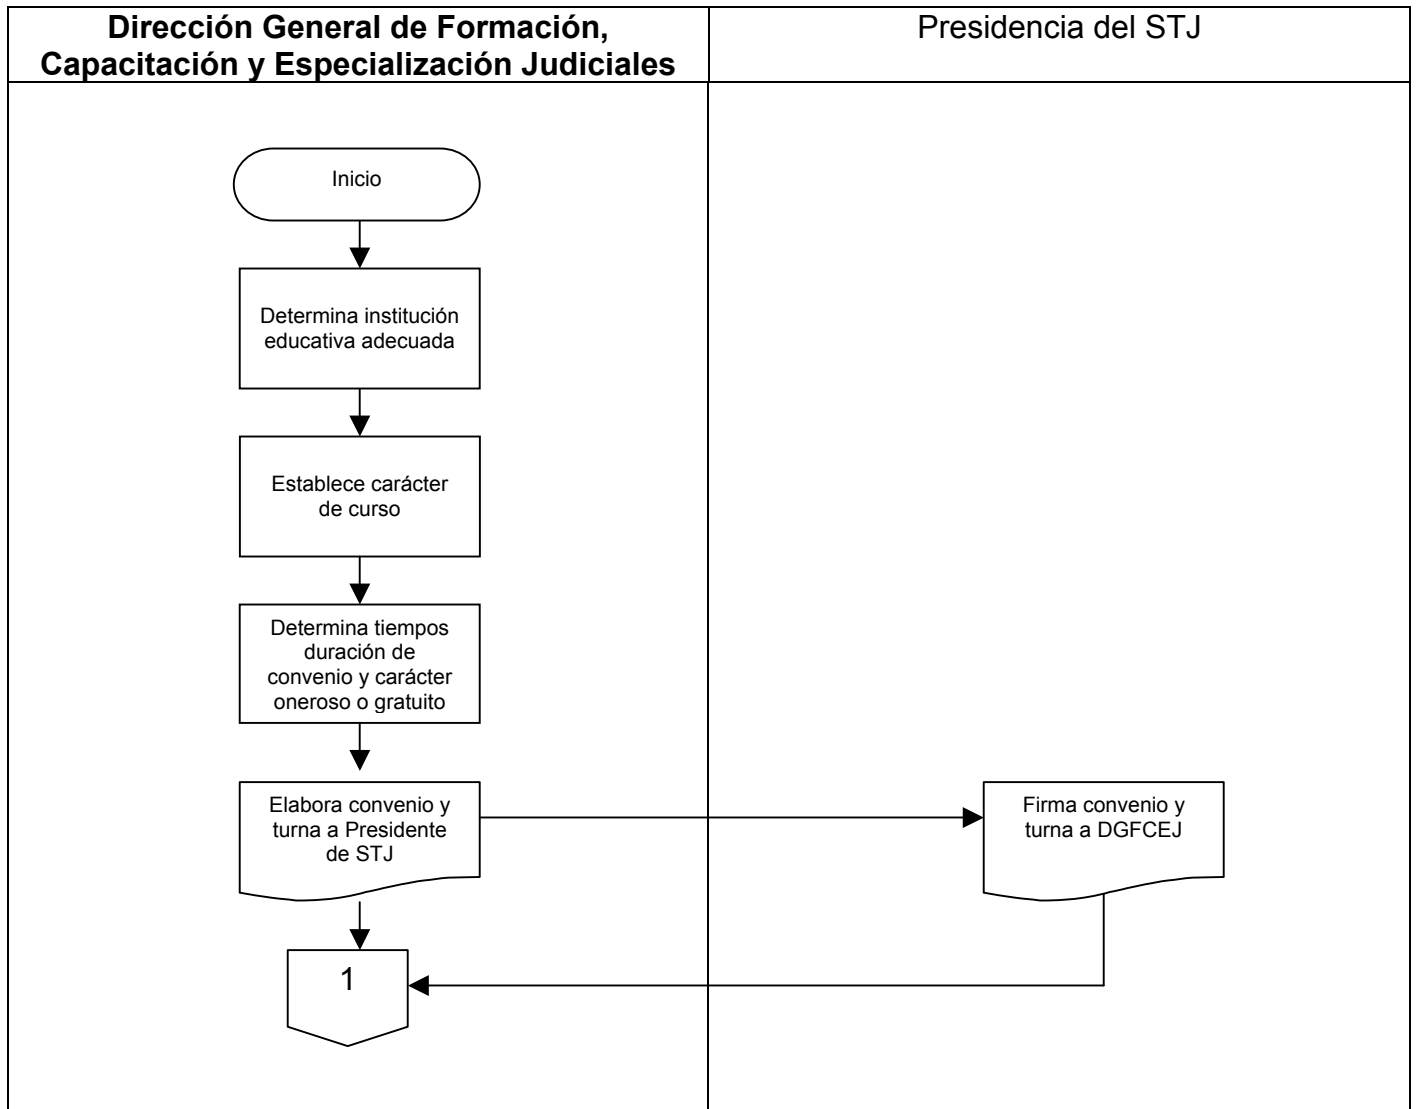 Dirección General de Formación,
Capacitación y Especialización Judiciales
Presidencia del STJ
Inicio
Determina institución
educativa adecuada
Establece carácter
de curso
Determina tiempos
duración de
convenio y carácter
oneroso o gratuito
Elabora convenio y
turna a Presidente
de STJ
Firma convenio y
turna a DGFCEJ
1